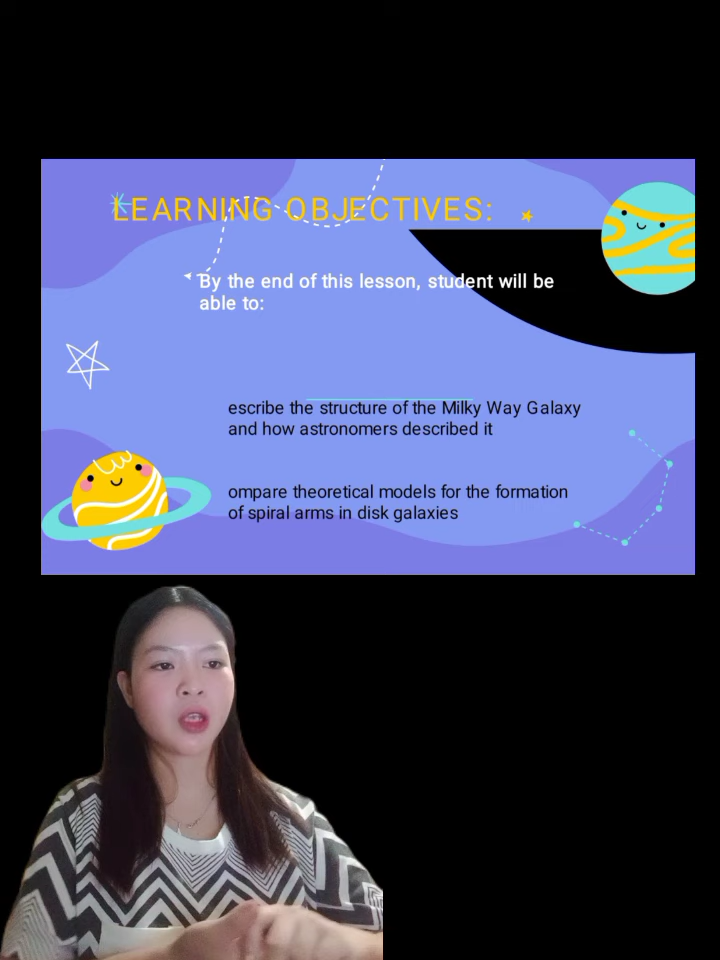 LEARNING OBJECTIVES:
By the end of this lesson, student will be
able to:
escribe the structure of the Milky Way Galaxy
and how astronomers described it
ompare theoretical models for the formation
of spiral arms in disk galaxies